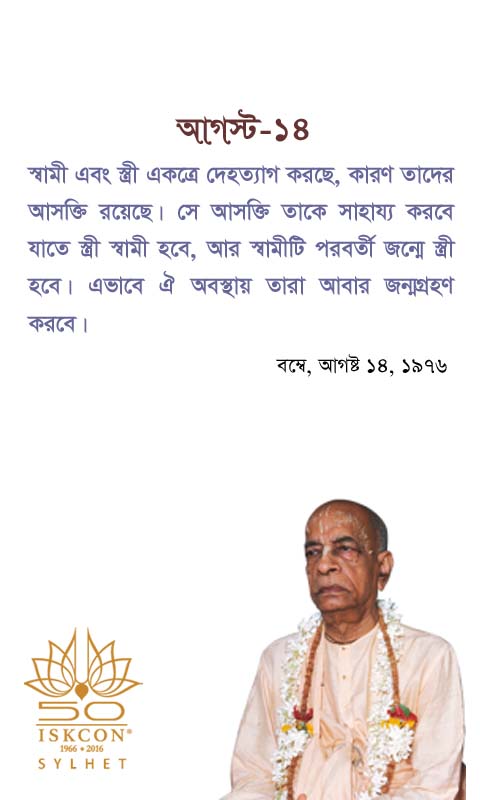 আগস্ট-১৪
স্বামী এবং স্ত্রী একত্রে দেহত্যাগ করছে, কারণ তাদের
আসক্তি রয়েছে। সে আসক্তি তাকে সাহায্য করবে
যাতে স্ত্রী স্বামী হবে, আর স্বামীটি পরবর্তী জন্মে স্ত্রী
হবে। এভাবে ঐ অবস্থায় তারা আবার জন্মগ্রহণ
করবে।
বম্বে, আগষ্ট ১৪, ১৯৭৬
50
ISKCON®
1966 • 2016
SYLHET